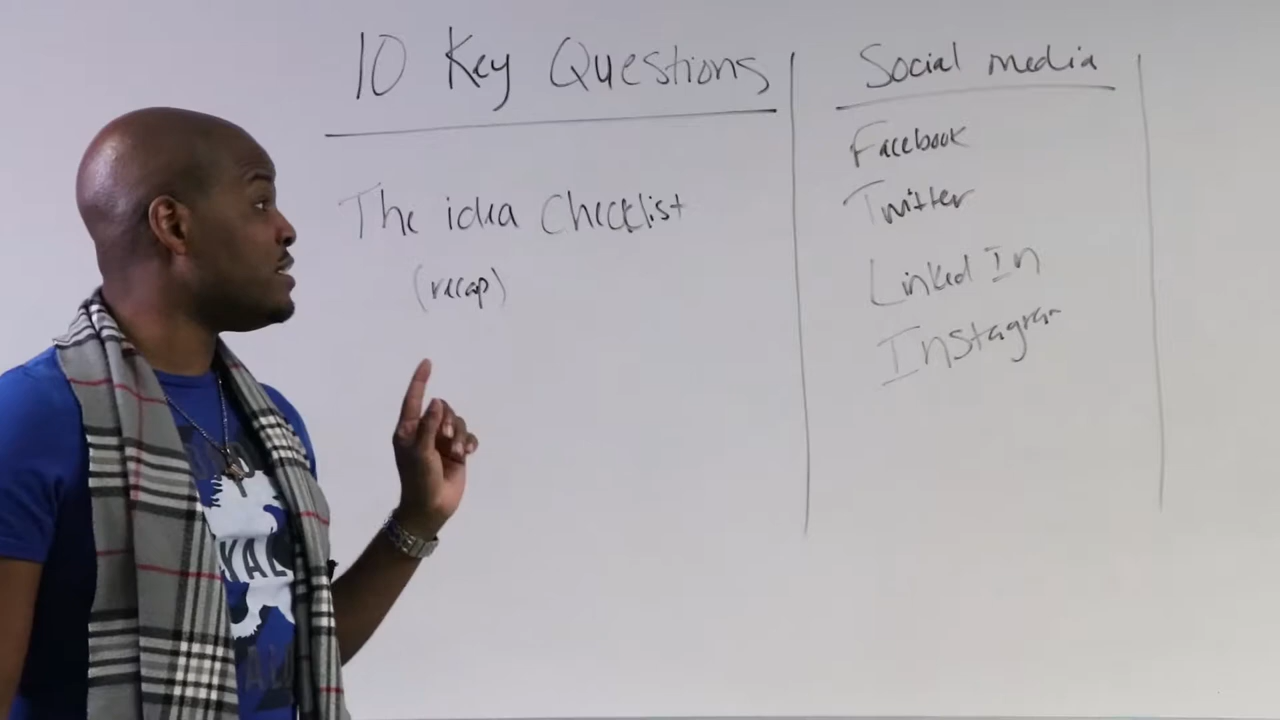 10 Key Questions
The idea Checklist
(recap)
Social media
Facebook
Twitter
Linked In
Instagram